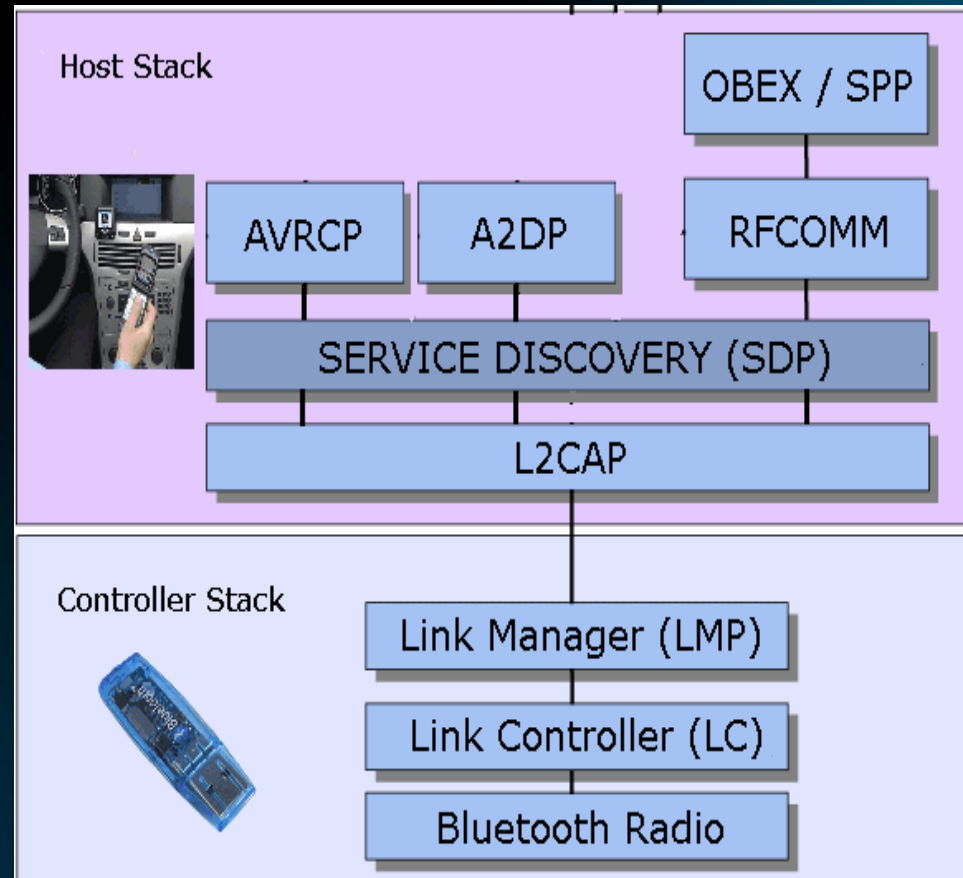 Host Stack
OBEX / SPP
AVRCP
A2DP
RFCOMM
SERVICE DISCOVERY (SDP)
L2CAP
Controller Stack
Link Manager (LMP)
Bluetooth
Link Controller (LC)
Bluetooth Radio